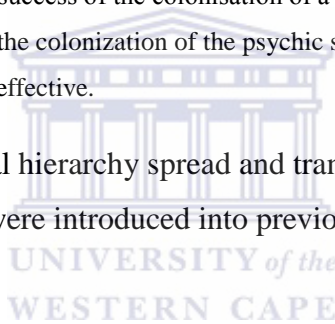 success of the colonisation of a
the colonization of the psychic s
effective.
al hierarchy spread and tran
were introduced into previo
UNIVERSITY of the
WESTERN CAPE